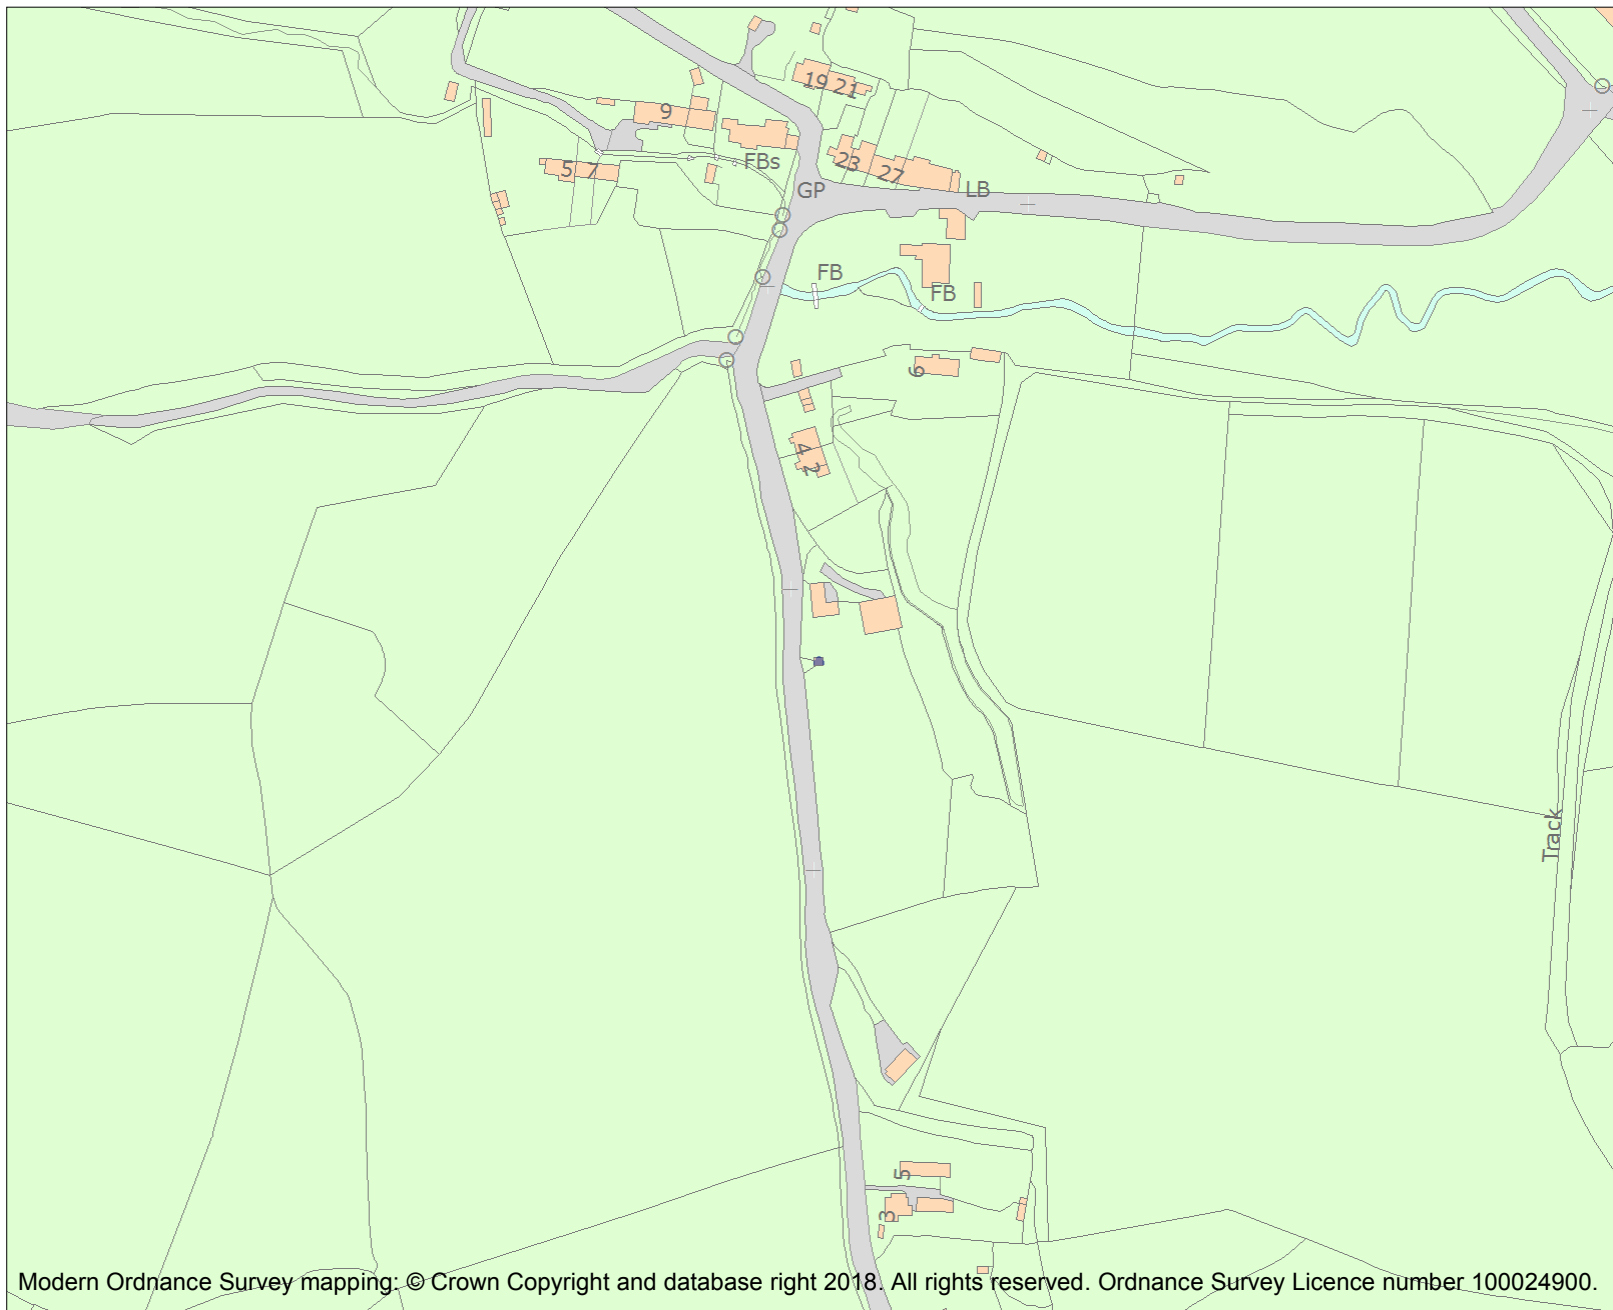 19 21
9
23
27
FBs
5 7
GP
LB
FB
FB
6
4
2
Track
5
3
Modern Ordnance Survey mapping: © Crown Copyright and database right 2018. All rights reserved. Ordnance Survey Licence number 100024900.